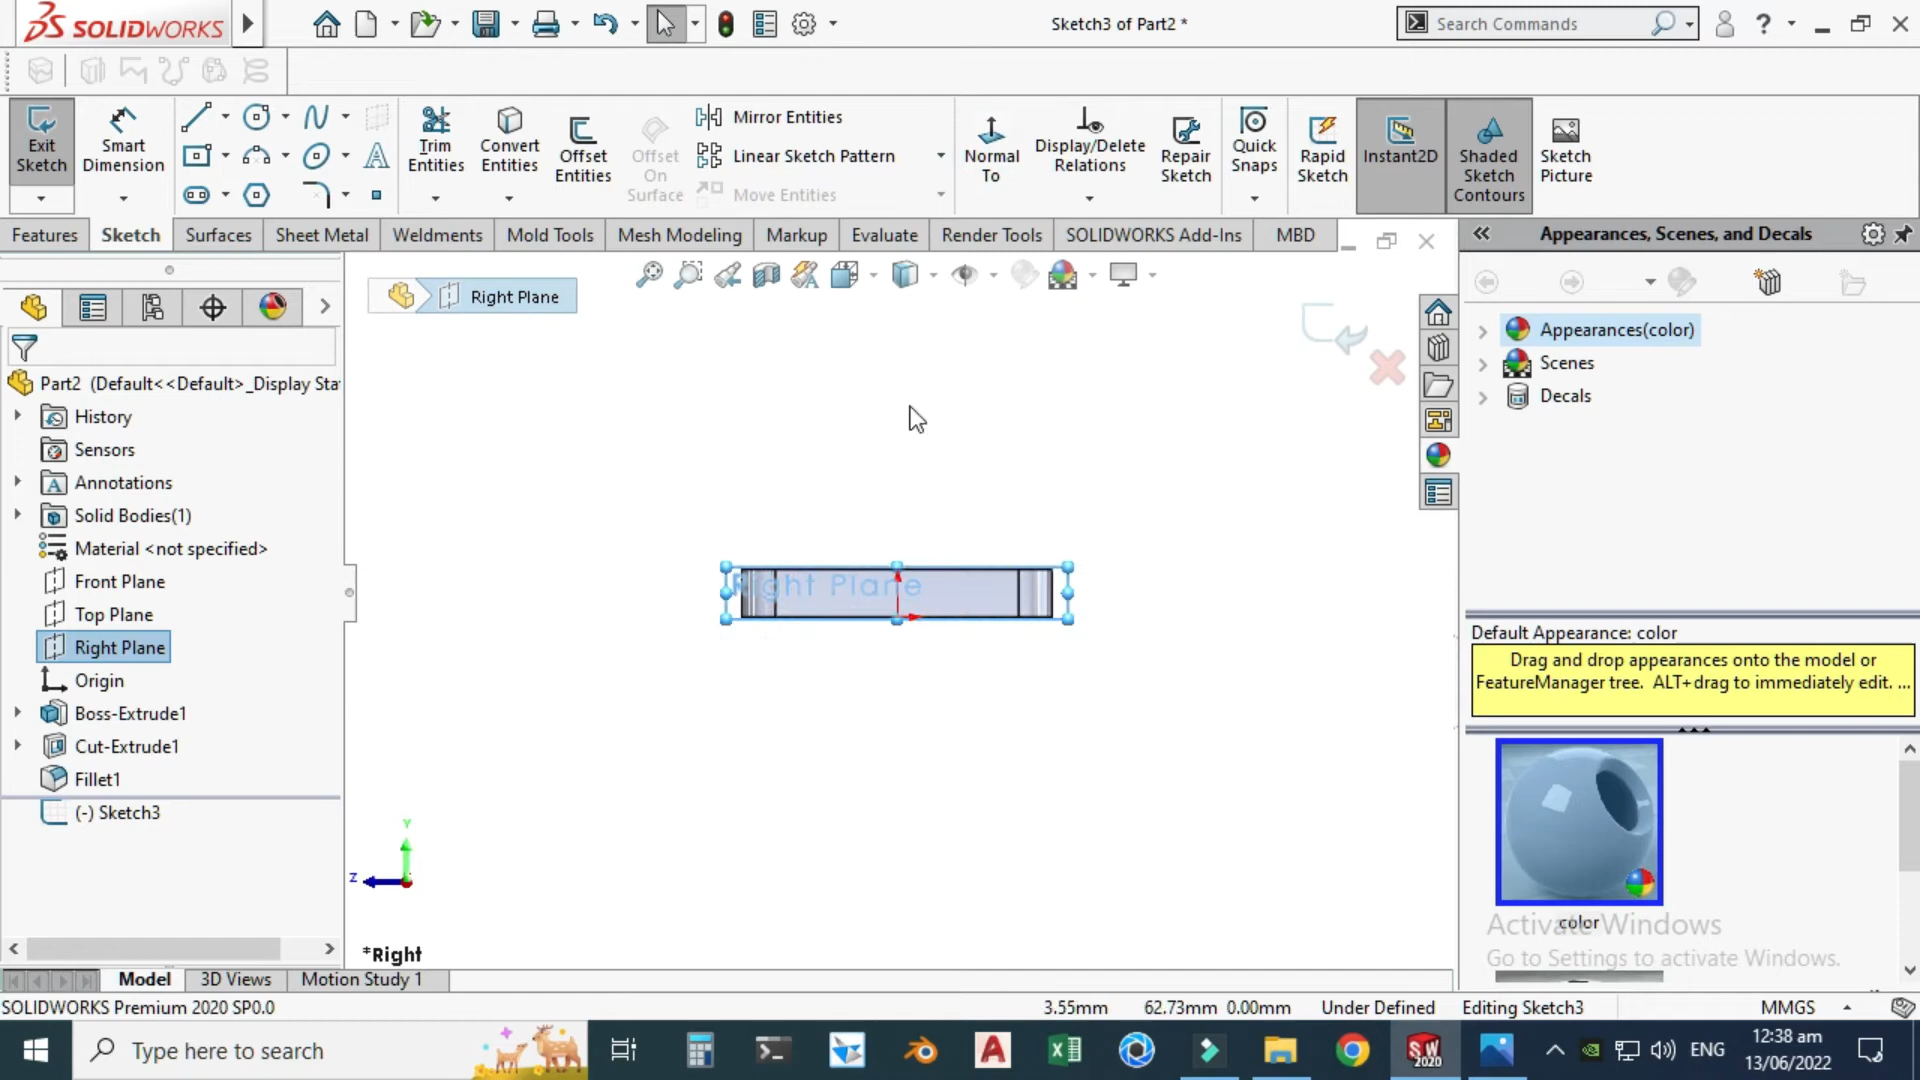 SOLIDWORKS
Sketch3 of Part2 *
Search Commands
Exit Sketch
Smart Dimension
Trim Entities
Convert Entities
Offset Entities
Offset On Surface
Mirror Entities
Linear Sketch Pattern
Move Entities
Normal To
Display/Delete Relations
Repair Sketch
Quick Snaps
Rapid Sketch
Instant2D
Shaded Sketch Contours
Sketch Picture
Features
Sketch
Surfaces
Sheet Metal
Weldments
Mold Tools
Mesh Modeling
Markup
Evaluate
Render Tools
SOLIDWORKS Add-Ins
MBD
Appearances, Scenes, and Decals
Right Plane
Appearances(color)
Scenes
Decals
Part2 (Default<<Default>_Display Sta
History
Sensors
Annotations
Solid Bodies(1)
Material <not specified>
Front Plane
Top Plane
Right Plane
Origin
Boss-Extrude1
Cut-Extrude1
Fillet1
(-) Sketch3
Right Plane
Y
Z
*Right
Default Appearance: color
Drag and drop appearances onto the model or
FeatureManager tree. ALT+drag to immediately edit. ...
color
Activate Windows
Go to Settings to activate Windows.
Model
3D Views
Motion Study 1
SOLIDWORKS Premium 2020 SP0.0
3.55mm
62.73mm 0.00mm
Under Defined
Editing Sketch3
MMGS
Type here to search
SW 2020
ENG
12:38 am
13/06/2022